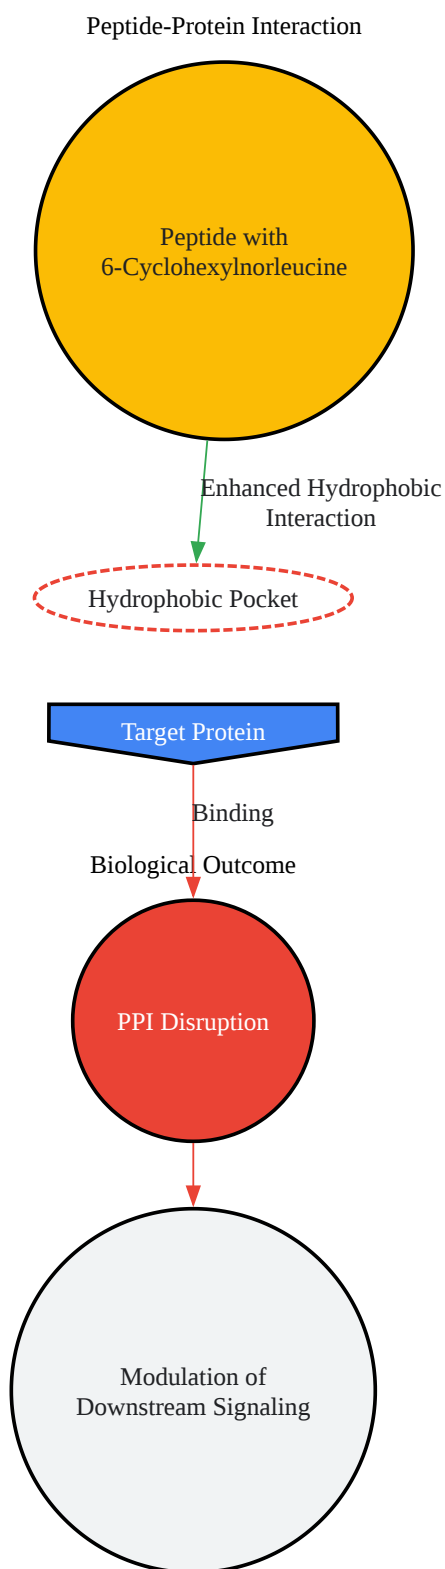 Peptide-Protein Interaction
Peptide with
6-Cyclohexylnorleucine
Enhanced Hydrophobic
Interaction
Hydrophobic Pocket
Target Protein
Binding
Biological Outcome
PPI Disruption
Modulation of
Downstream Signaling